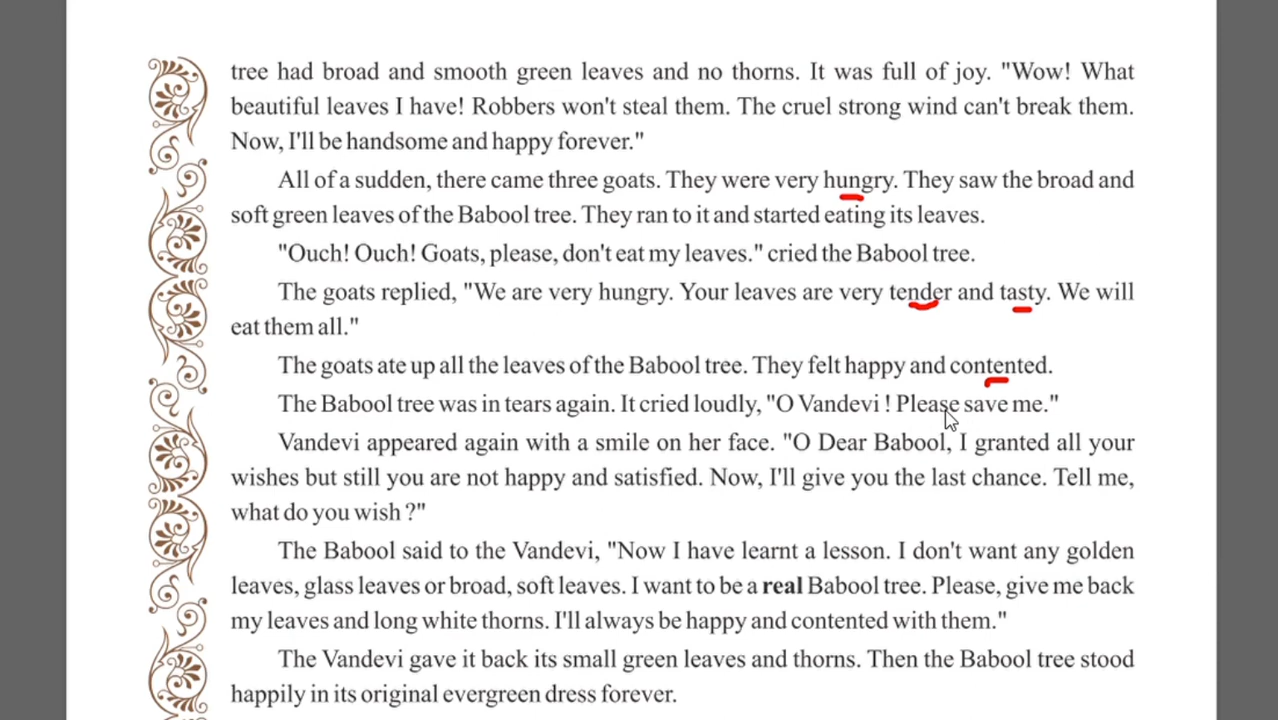 tree had broad and smooth green leaves and no thorns. It was full of joy. "Wow! What
beautiful leaves I have! Robbers won't steal them. The cruel strong wind can't break them.
Now, I'll be handsome and happy forever."
All of a sudden, there came three goats. They were very hungry. They saw the broad and
soft green leaves of the Babool tree. They ran to it and started eating its leaves.
"Ouch! Ouch! Goats, please, don't eat my leaves." cried the Babool tree.
The goats replied, "We are very hungry. Your leaves are very tender and tasty. We will
eat them all."
The goats ate up all the leaves of the Babool tree. They felt happy and contented.
The Babool tree was in tears again. It cried loudly, "O Vandevi ! Please save me."
Vandevi appeared again with a smile on her face. "O Dear Babool, I granted all your
wishes but still you are not happy and satisfied. Now, I'll give you the last chance. Tell me,
what do you wish ?"
The Babool said to the Vandevi, "Now I have learnt a lesson. I don't want any golden
leaves, glass leaves or broad, soft leaves. I want to be a real Babool tree. Please, give me back
my leaves and long white thorns. I'll always be happy and contented with them."
The Vandevi gave it back its small green leaves and thorns. Then the Babool tree stood
happily in its original evergreen dress forever.